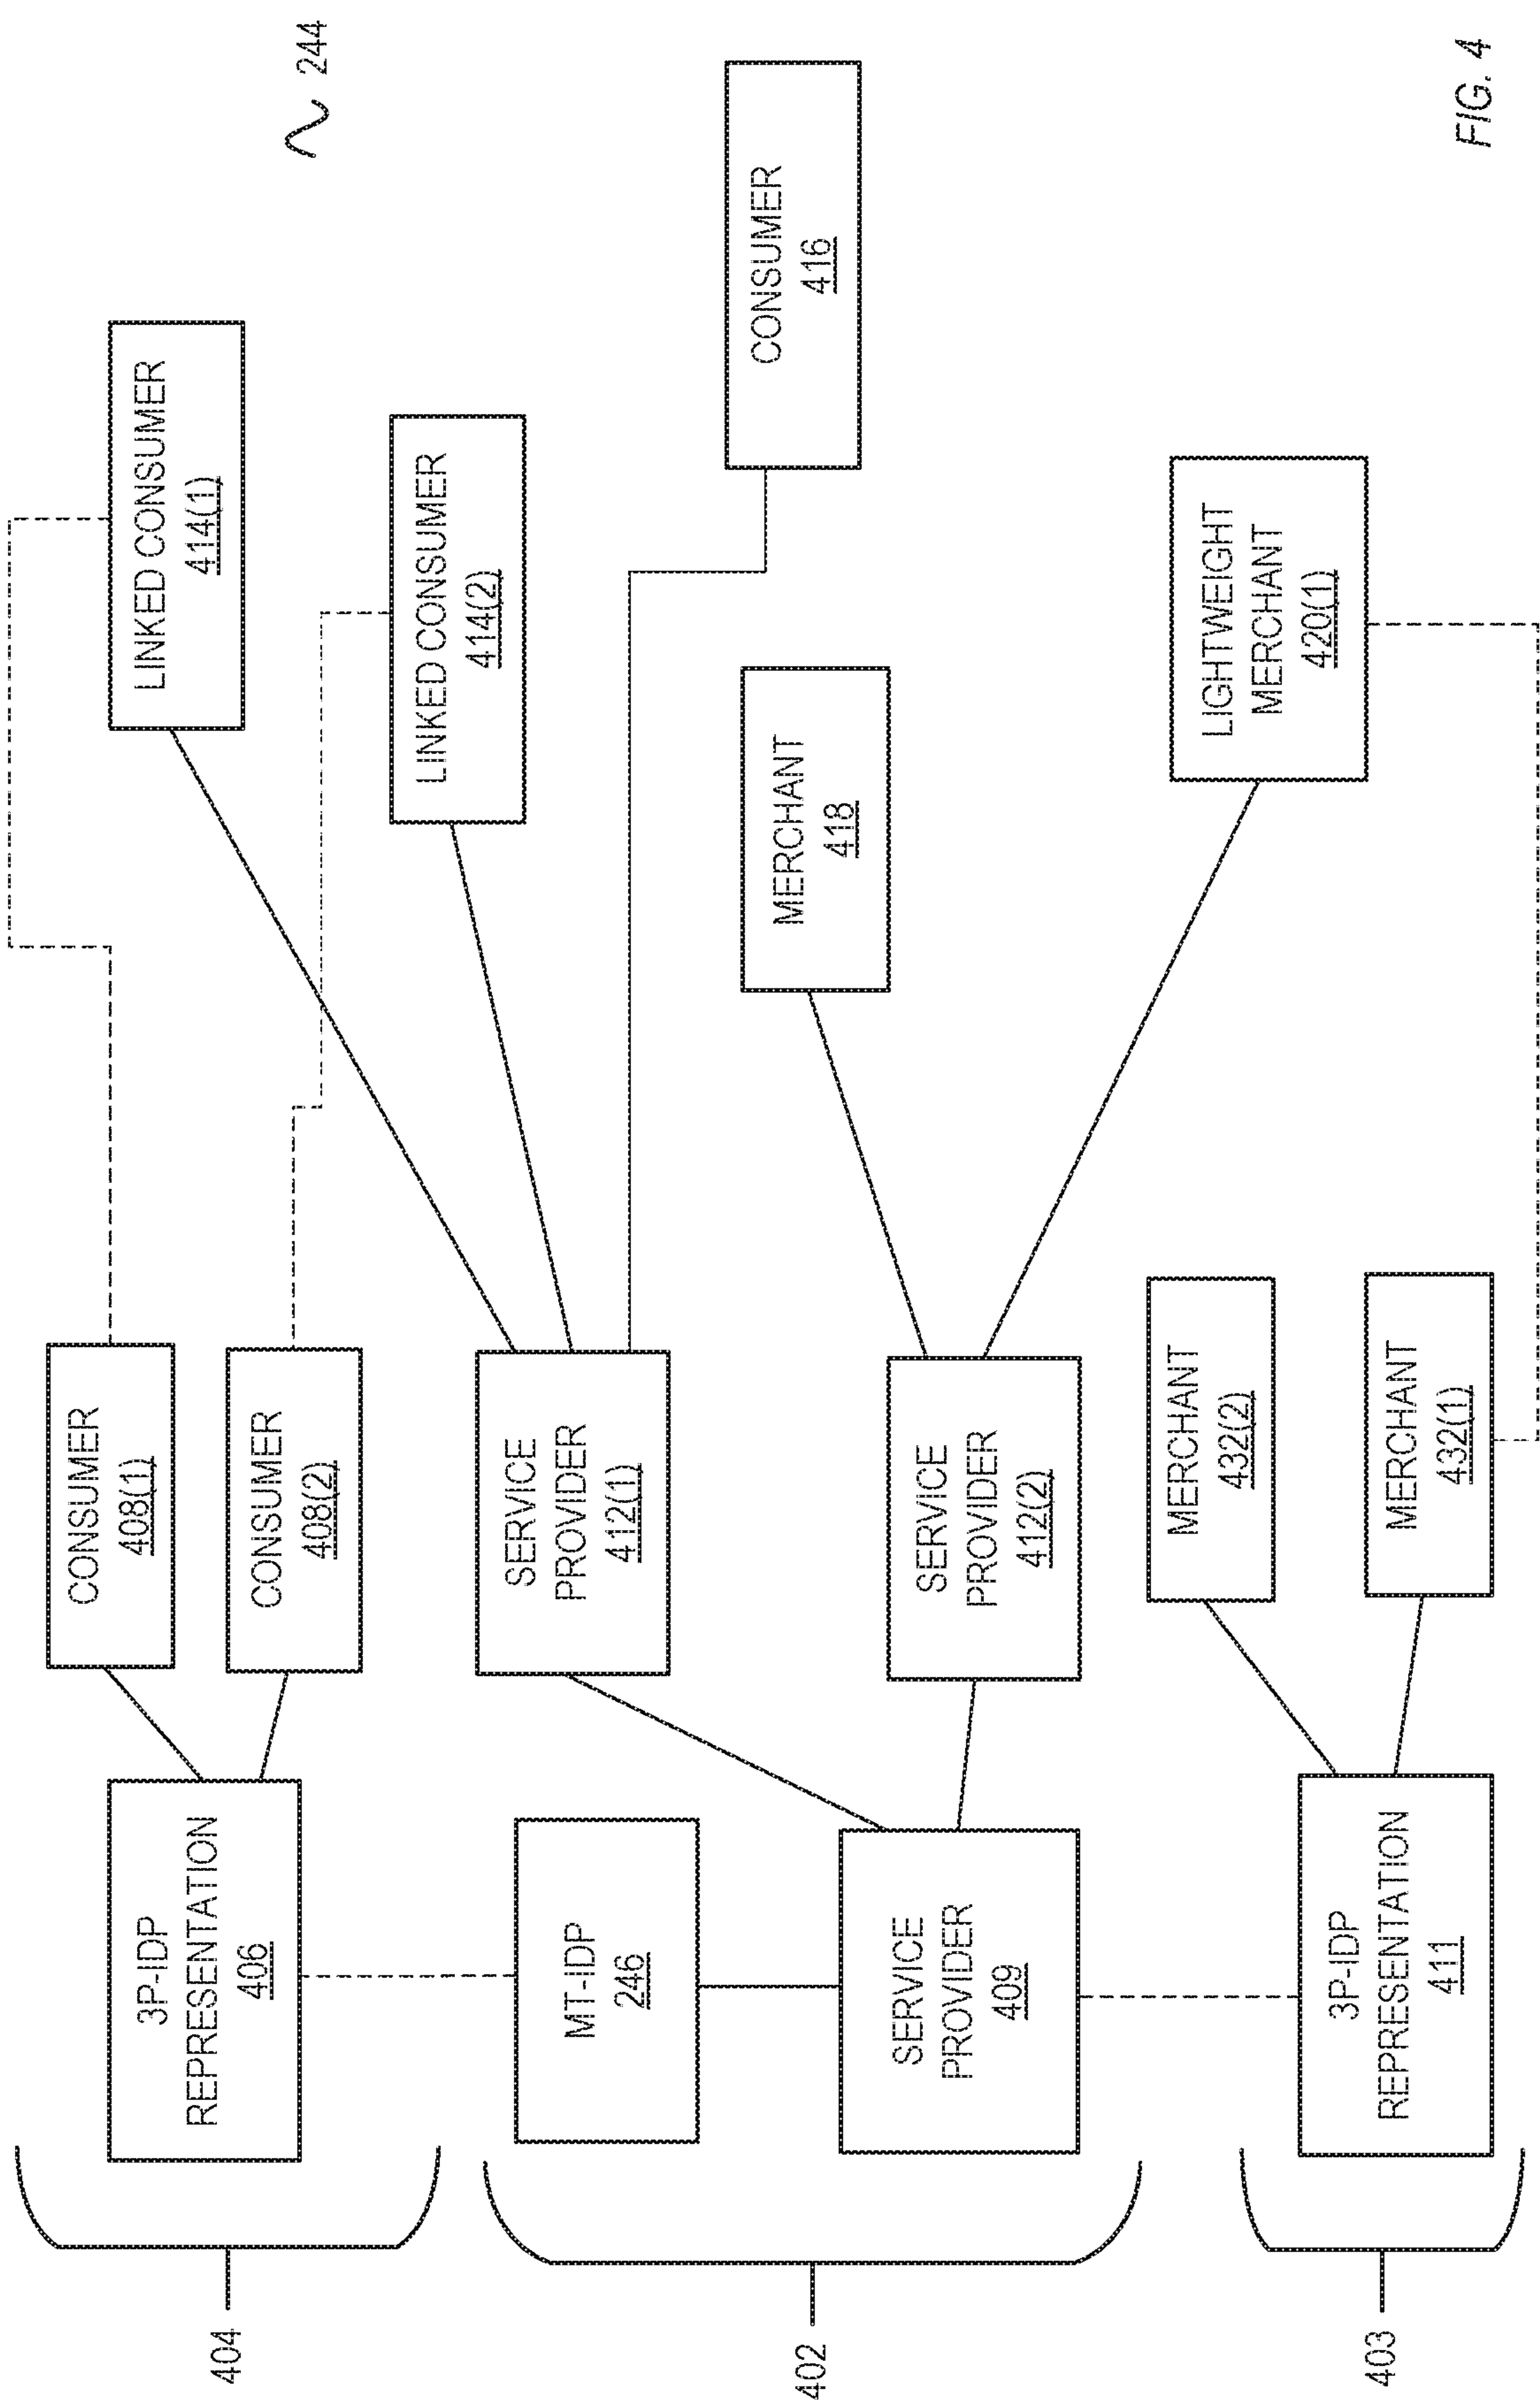 244
404
3P-IDP
REPRESENTATION
406
CONSUMER
408(1)
CONSUMER
408(2)
LINKED CONSUMER
414(1)
LINKED CONSUMER
414(2)
402
MT-IDP
246
SERVICE
PROVIDER
409
SERVICE
PROVIDER
412(1)
SERVICE
PROVIDER
412(2)
CONSUMER
416
MERCHANT
418
LIGHTWEIGHT
MERCHANT
420(1)
403
3P-IDP
REPRESENTATION
411
MERCHANT
432(2)
MERCHANT
432(1)
FIG. 4